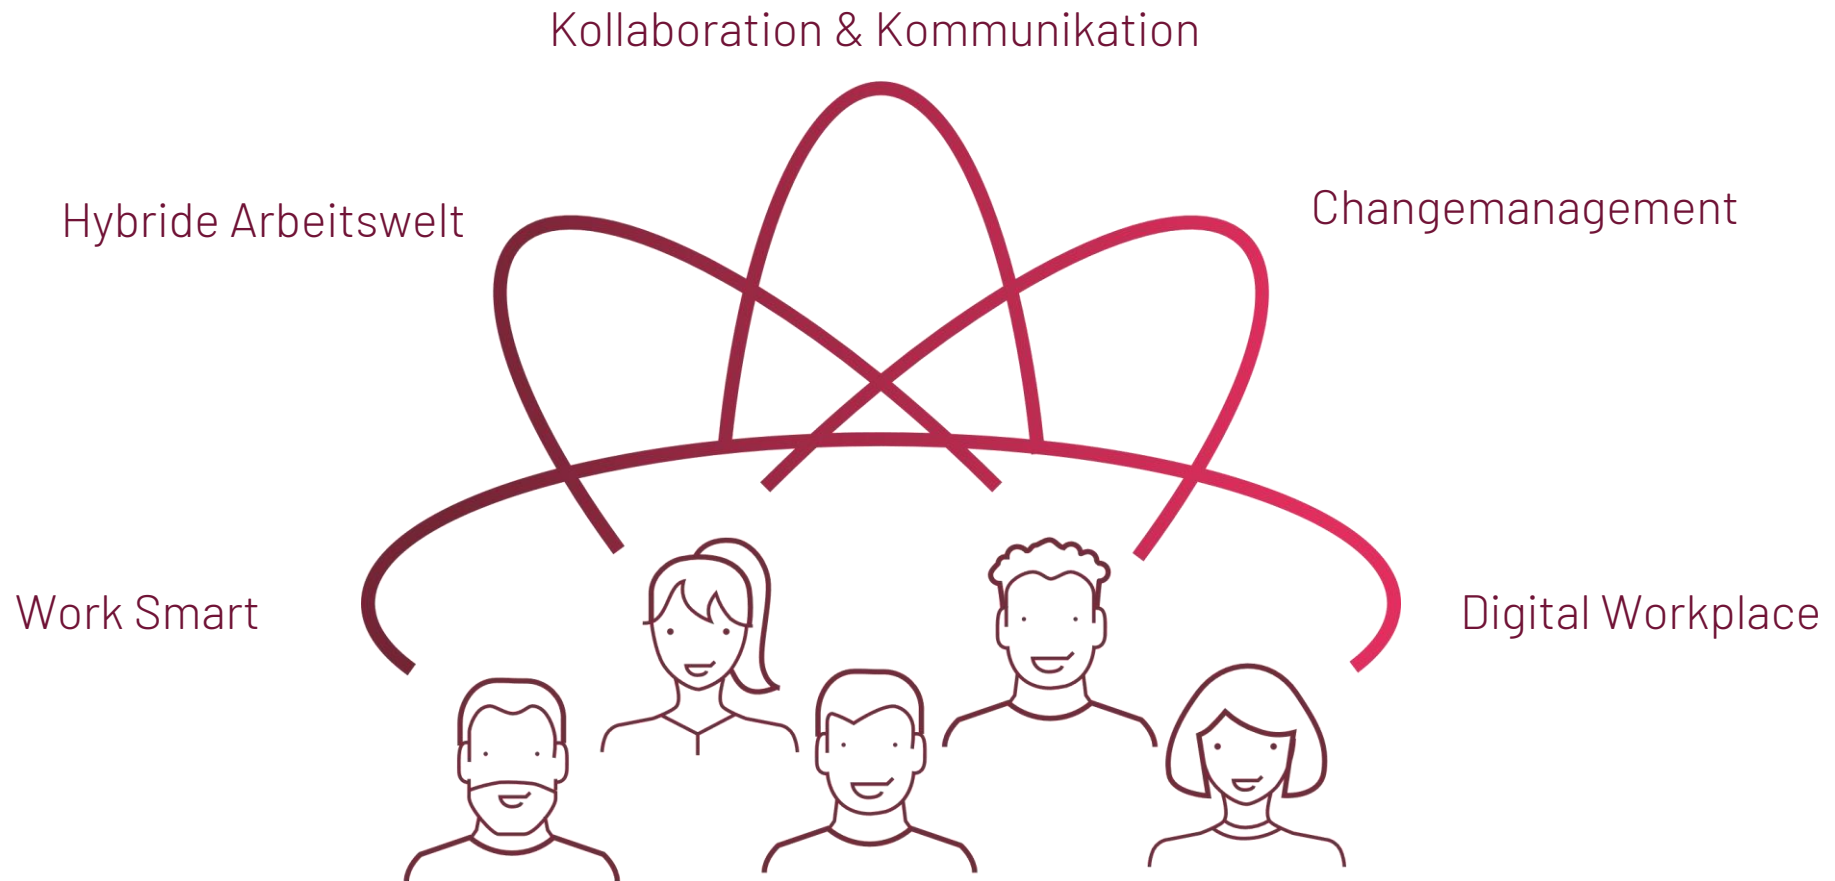 Kollaboration & Kommunikation
Hybride Arbeitswelt
Changemanagement
Work Smart
Digital Workplace